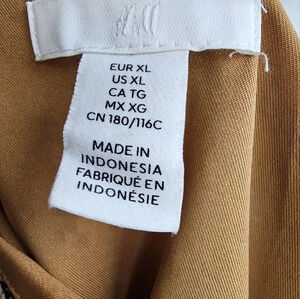 H&M
EUR XL
US XL
CA TG
MX XG
CN 180/116C
MADE IN
INDONESIA
FABRIQUÉ EN
INDONÉSIE